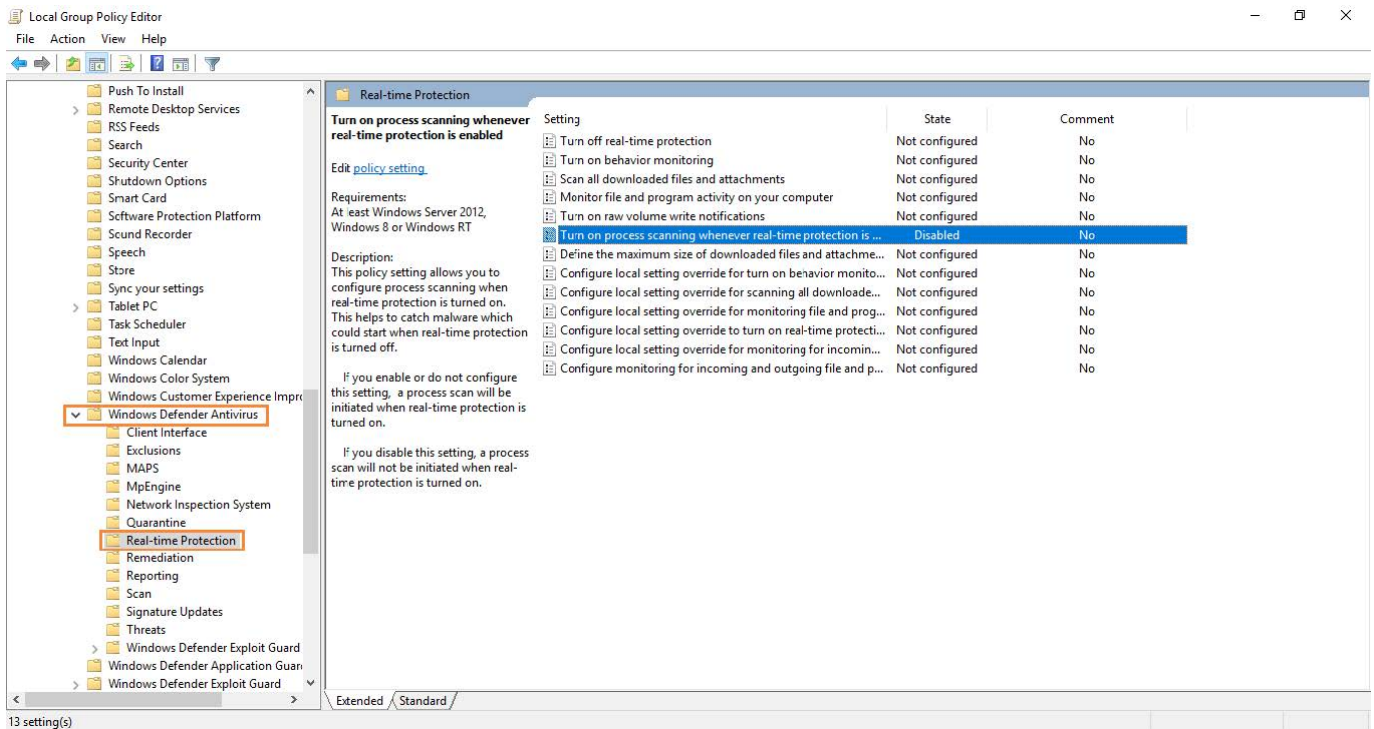 Local Group Policy Editor
File Action View Help
Push To Install
Remote Desktop Services
RSS Feeds
Search
Security Center
Shutdown Options
Smart Card
Software Protection Platform
Sound Recorder
Speech
Store
Sync your settings
Tablet PC
Task Scheduler
Text Input
Windows Calendar
Windows Color System
Windows Customer Experience Impro
Windows Defender Antivirus
Client Interface
Exclusions
MAPS
MpEngine
Network Inspection System
Quarantine
Real-time Protection
Remediation
Reporting
Scan
Signature Updates
Threats
Windows Defender Exploit Guard
Windows Defender Application Guar
Windows Defender Exploit Guard
Real-time Protection
Turn on process scanning whenever
real-time protection is enabled
Edit policy setting
Requirements:
At least Windows Server 2012,
Windows 8 or Windows RT
Description:
This policy setting allows you to
configure process scanning when
real-time protection is turned on.
This helps to catch malware which
could start when real-time protection
is turned off.
If you enable or do not configure
this setting, a process scan will be
initiated when real-time protection is
turned on.
If you disable this setting, a process
scan will not be initiated when real-
time protection is turned on.
Setting State Comment
Turn off real-time protection Not configured No
Turn on behavior monitoring Not configured No
Scan all downloaded files and attachments Not configured No
Monitor file and program activity on your computer Not configured No
Turn on raw volume write notifications Not configured No
Turn on process scanning whenever real-time protection is ... Disabled No
Define the maximum size of downloaded files and attachme... Not configured No
Configure local setting override for turn on behavior monito... Not configured No
Configure local setting override for scanning all downloade... Not configured No
Configure local setting override for monitoring file and prog... Not configured No
Configure local setting override to turn on real-time protecti... Not configured No
Configure local setting override for monitoring for incomin... Not configured No
Configure monitoring for incoming and outgoing file and p... Not configured No
Extended Standard
13 setting(s)